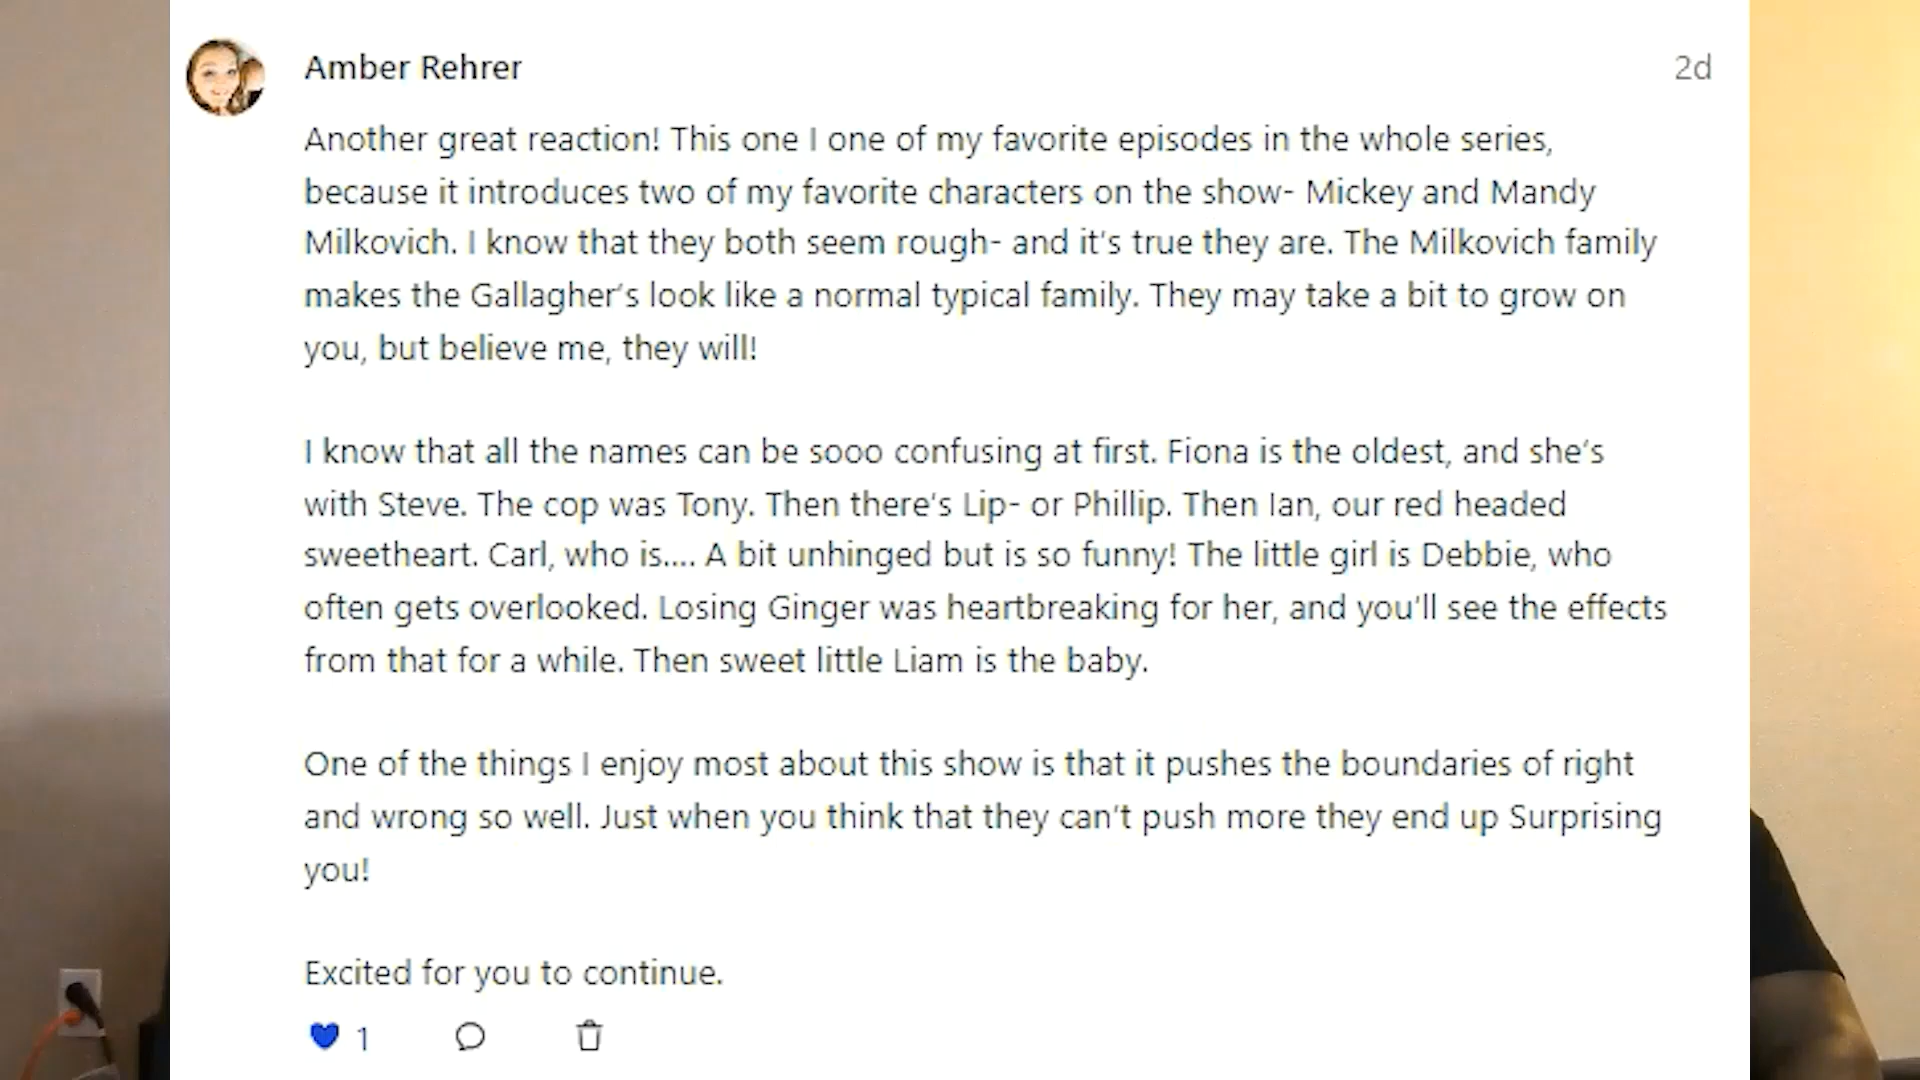 Amber Rehrer
2d
Another great reaction! This one I one of my favorite episodes in the whole series,
because it introduces two of my favorite characters on the show- Mickey and Mandy
Milkovich. I know that they both seem rough- and it's true they are. The Milkovich family
makes the Gallagher's look like a normal typical family. They may take a bit to grow on
you, but believe me, they will!
I know that all the names can be sooo confusing at first. Fiona is the oldest, and she's
with Steve. The cop was Tony. Then there's Lip- or Phillip. Then Ian, our red headed
sweetheart. Carl, who is.... A bit unhinged but is so funny! The little girl is Debbie, who
often gets overlooked. Losing Ginger was heartbreaking for her, and you'll see the effects
from that for a while. Then sweet little Liam is the baby.
One of the things I enjoy most about this show is that it pushes the boundaries of right
and wrong so well. Just when you think that they can't push more they end up Surprising
you!
Excited for you to continue.
1